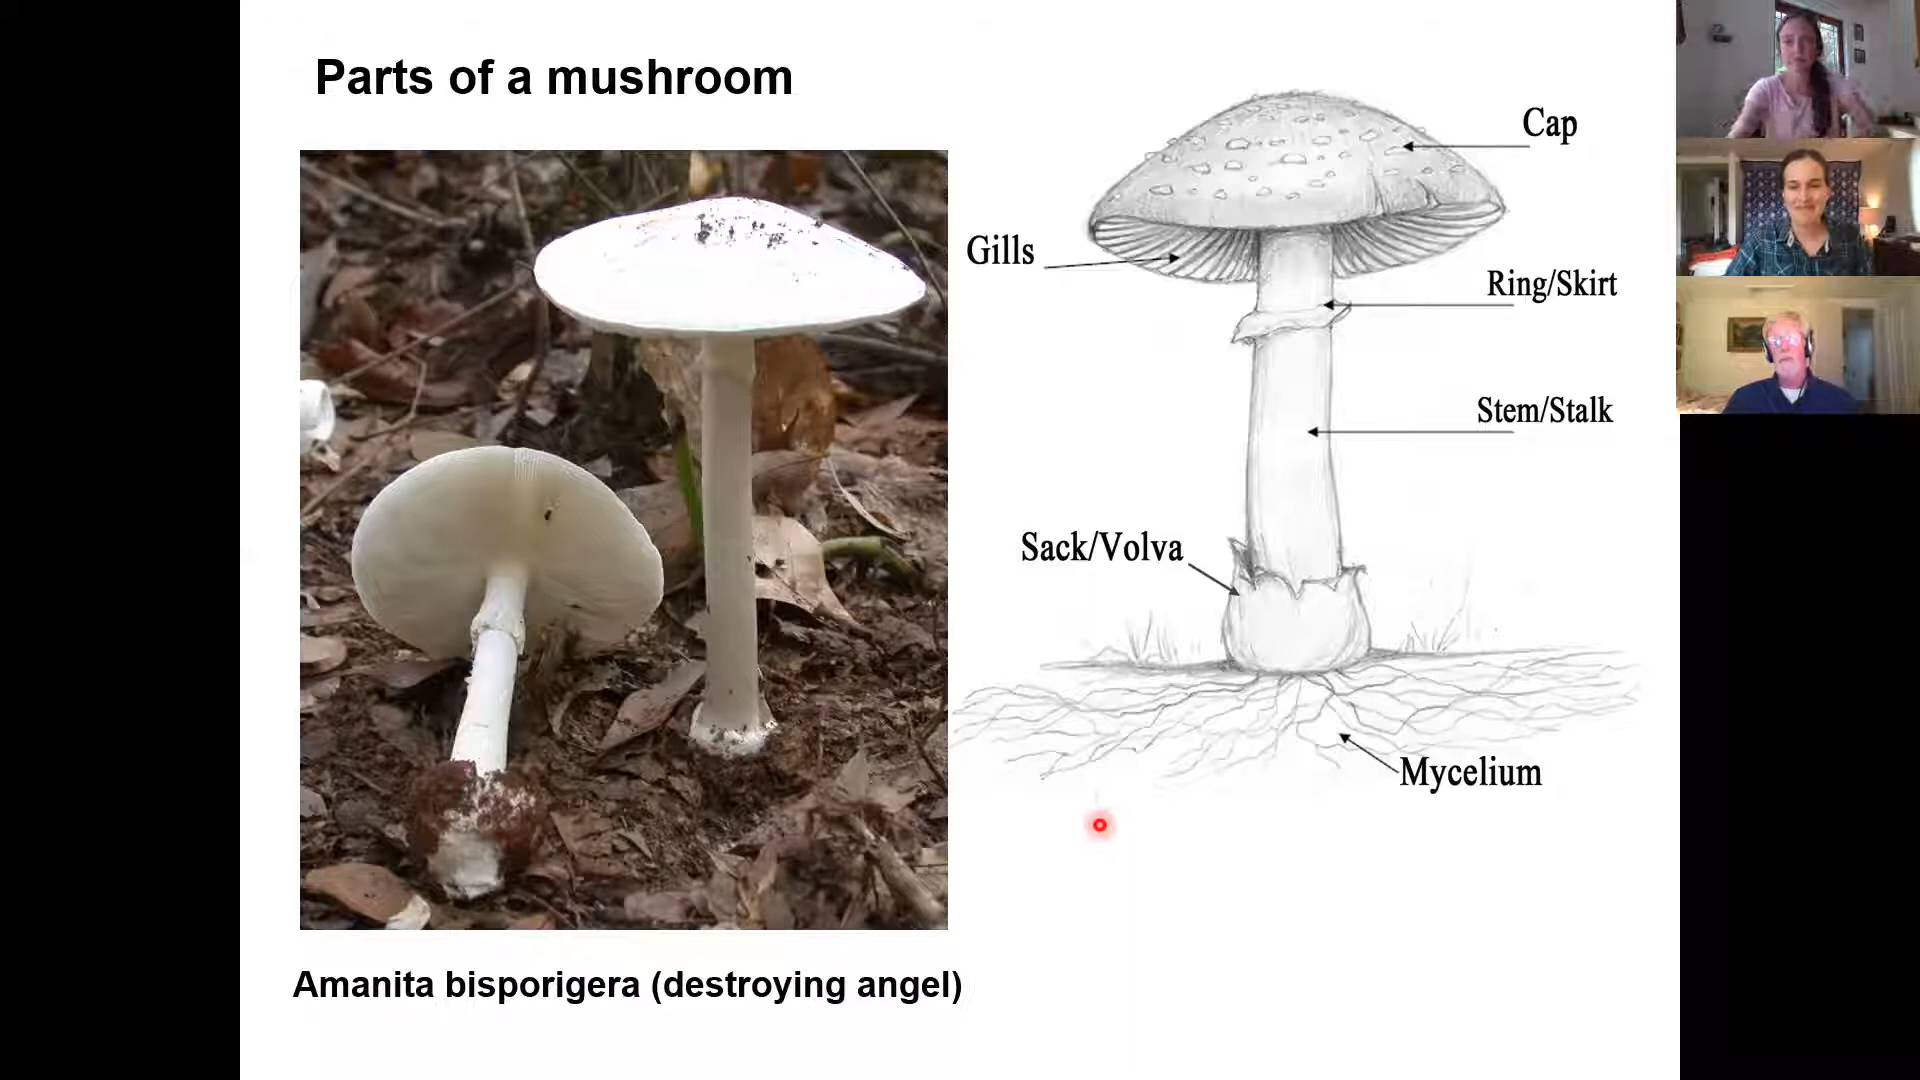 Parts of a mushroom
Cap
Gills
Ring/Skirt
Stem/Stalk
Sack/Volva
Mycelium
Amanita bisporigera (destroying angel)